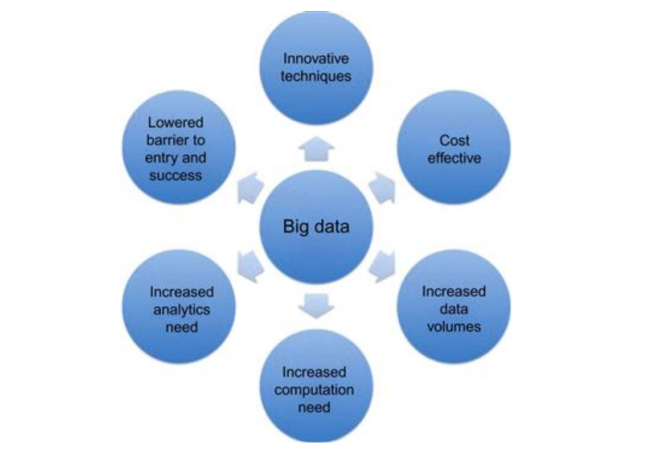 Innovative
techniques
Lowered
barrier to
entry and
success
Cost
effective
Big data
Increased
analytics
need
Increased
data
volumes
Increased
computation
need